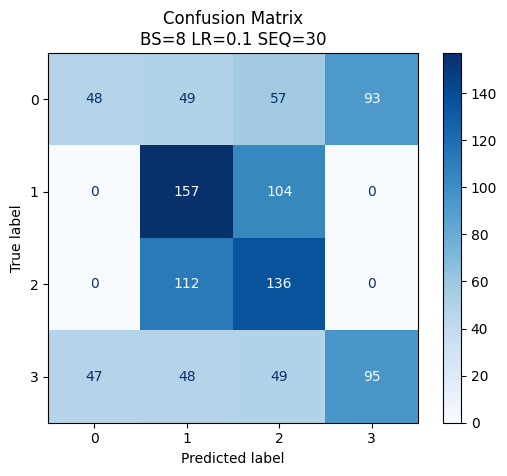 Confusion Matrix
BS=8 LR=0.1 SEQ=30
True label
0 48 49 57 93
1 0 157 104 0
2 0 112 136 0
3 47 48 49 95
0 1 2 3
Predicted label
140
120
100
80
60
40
20
0